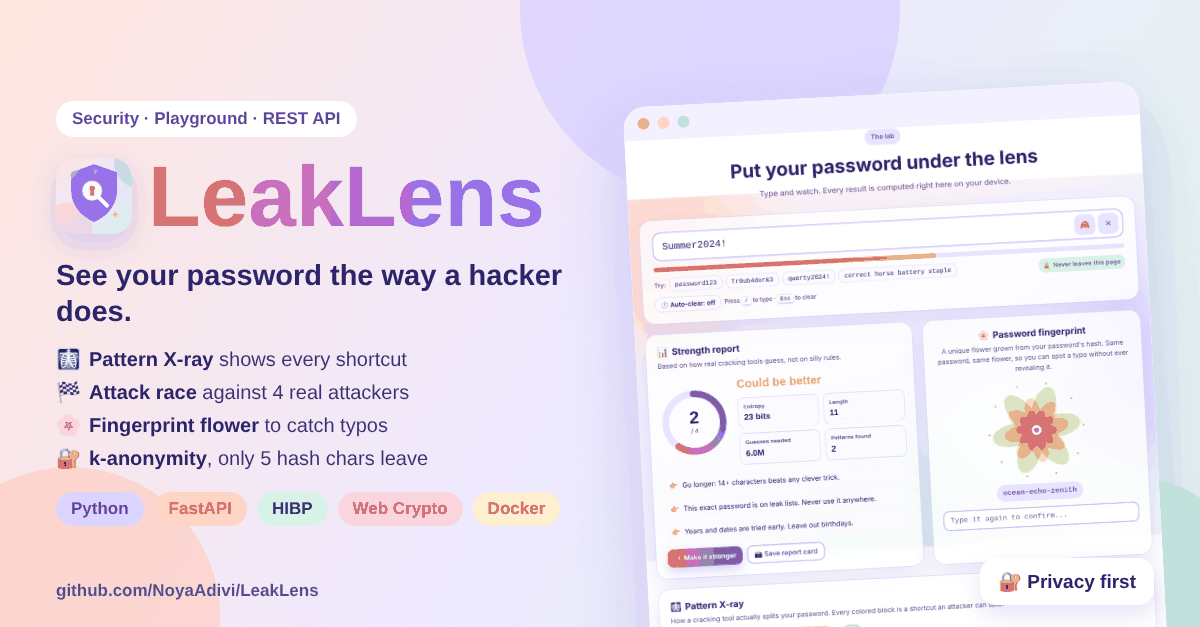 Security · Playground · REST API
LeakLens
See your password the way a hacker
does.
Pattern X-ray shows every shortcut
Attack race against 4 real attackers
Fingerprint flower to catch typos
k-anonymity, only 5 hash chars leave
Python FastAPI HIBP Web Crypto Docker
github.com/NoyaAdivi/LeakLens
The lab
Put your password under the lens
Type and watch. Every result is computed right here on your device.
Summer2024!
Try: password123 Tr0ub4dor&3 qwerty2024! correct horse battery staple
Never leaves this page
Auto-clear: off Press / to type · Esc to clear
Strength report
Based on how real cracking tools guess, not on silly rules.
2
/ 4
Could be better
Entropy
23 bits
Length
11
Guesses needed
6.0M
Patterns found
2
Go longer: 14+ characters beats any clever trick.
This exact password is on leak lists. Never use it anywhere.
Years and dates are tried early. Leave out birthdays.
Make it stronger
Save report card
Password fingerprint
A unique flower grown from your password's hash. Same
password, same flower, so you can spot a typo without ever
revealing it.
ocean-echo-zenith
Type it again to confirm...
Privacy first
Pattern X-ray
How a cracking tool actually splits your password. Every colored block is a shortcut an attacker can